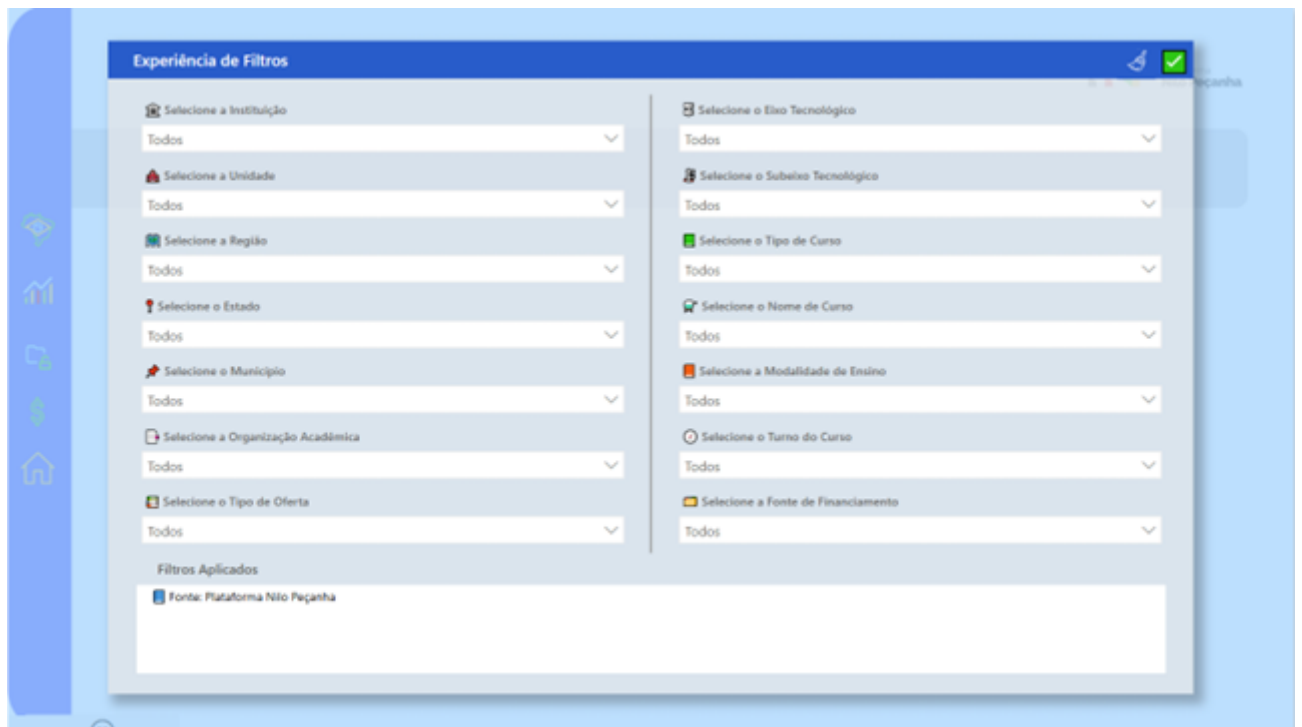 Experiência de Filtros
Peçanha
Selecione a Instituição
Todos
Selecione a Unidade
Todos
Selecione a Região
Todos
Selecione o Estado
Todos
Selecione o Município
Todos
Selecione a Organização Acadêmica
Todos
Selecione o Tipo de Oferta
Todos
Selecione o Eixo Tecnológico
Todos
Selecione o Subeixo Tecnológico
Todos
Selecione o Tipo de Curso
Todos
Selecione o Nome de Curso
Todos
Selecione a Modalidade de Ensino
Todos
Selecione o Turno do Curso
Todos
Selecione a Fonte de Financiamento
Todos
Filtros Aplicados
Fonte: Plataforma Nilo Peçanha